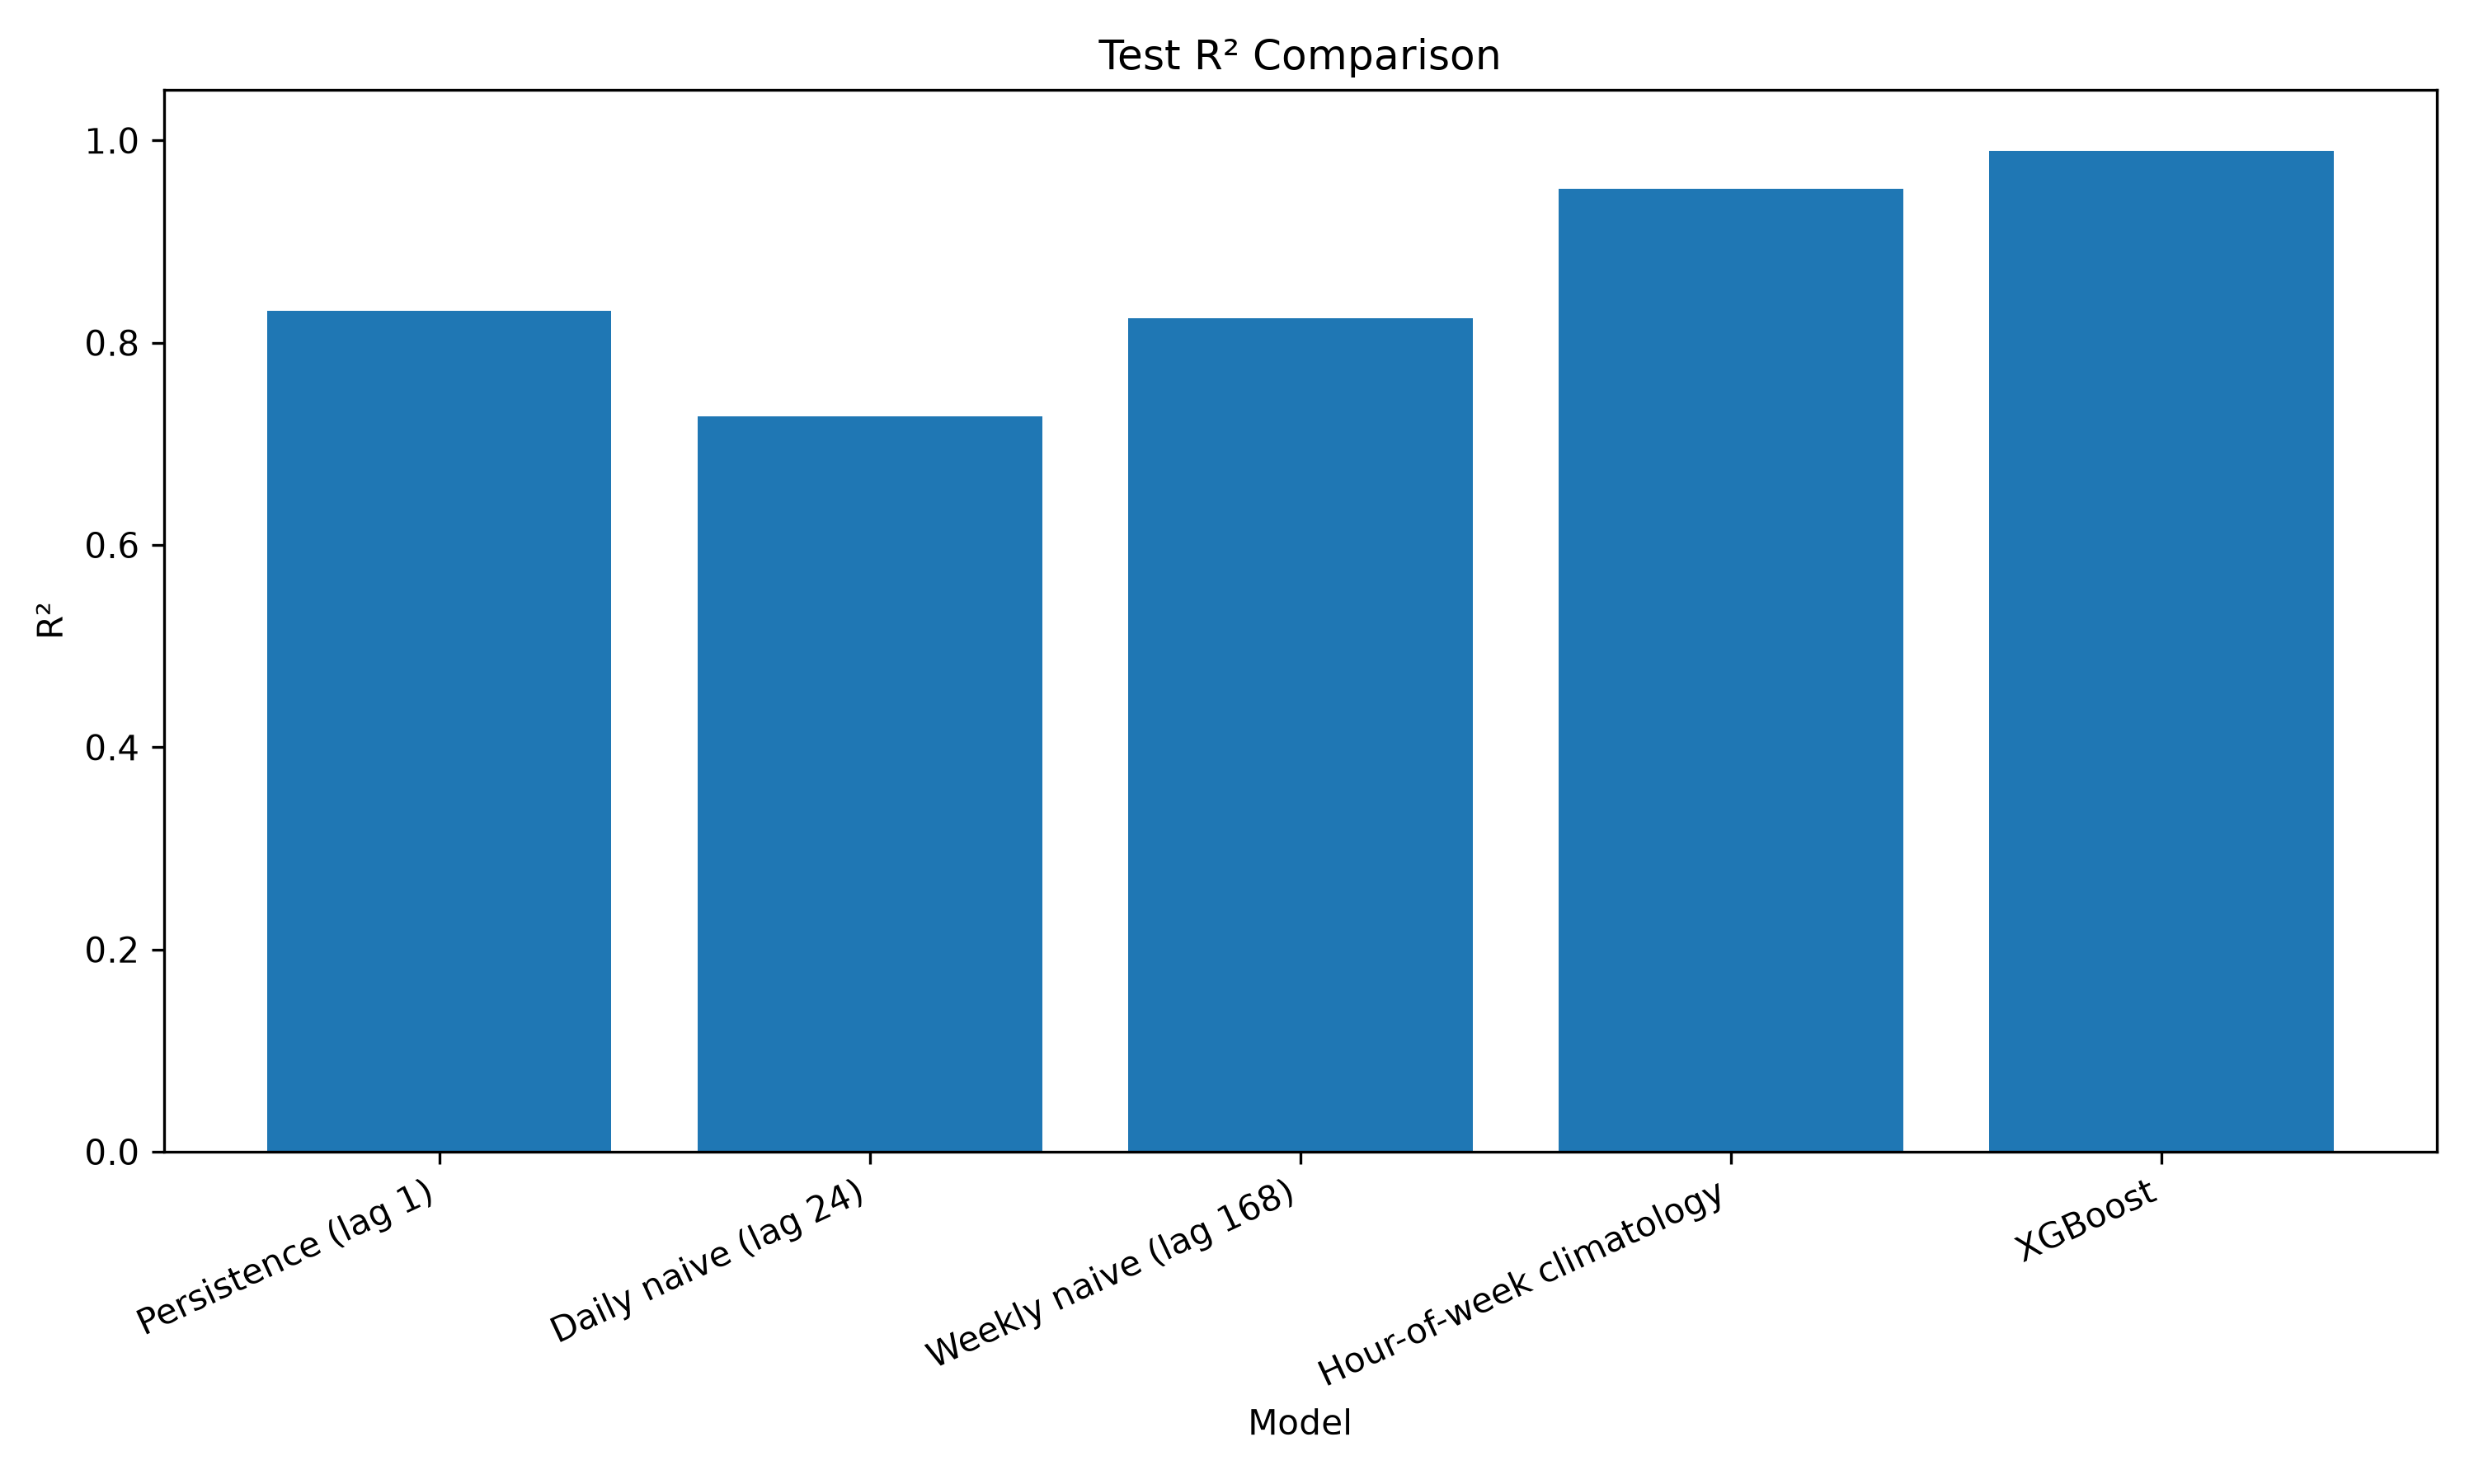 Test R² Comparison
1.0
0.8
0.6
0.4
0.2
0.0
R²
Persistence (lag 1)
Daily naive (lag 24)
Weekly naive (lag 168)
Hour-of-week climatology
XGBoost
Model